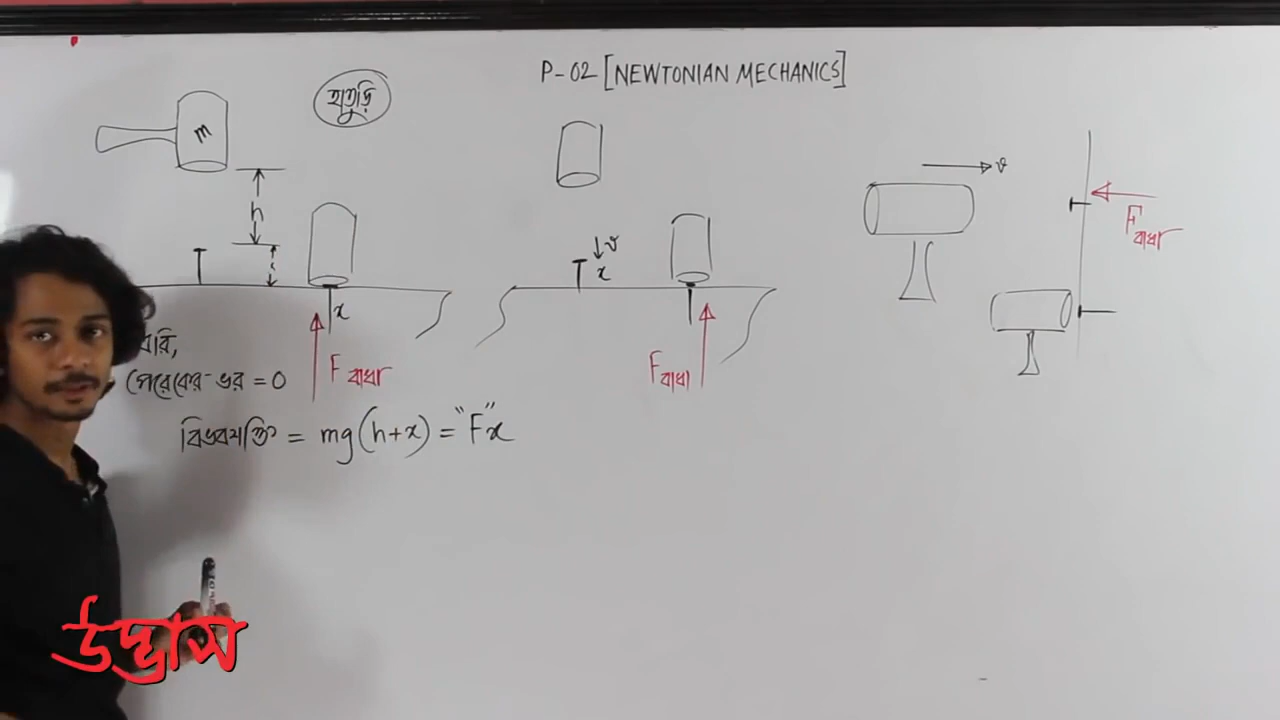 P-02 [NEWTONIAN MECHANICS]
হাতুড়ি
m
h
x
F বাধা
v
x
F বাধা
v
F বাধা
ধরি,
পেরেকের ভর = 0
বিভবশক্তি = mg(h+x) = "F"x
উদ্ভাস